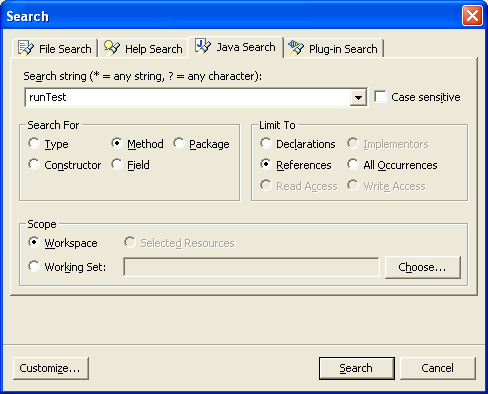 Search
File Search Help Search Java Search Plug-in Search
Search string (* = any string, ? = any character):
runTest Case sensitive
Search For Limit To
Type Method Package Declarations Implementors
Constructor Field References All Occurrences
Read Access Write Access
Scope
Workspace Selected Resources
Working Set: Choose...
Customize... Search Cancel